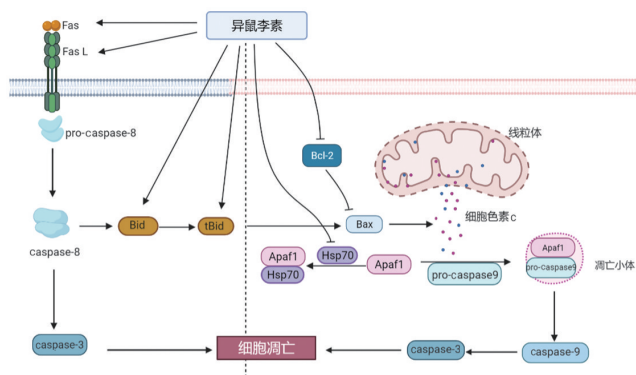 异鼠李素
Fas
Fas L
pro-caspase-8
Bcl-2
线粒体
Bid
tBid
Bax
细胞色素c
caspase-8
Apaf1
Hsp70
Hsp70
Apaf1
pro-caspase9
Apaf1
pro-Caspase9
凋亡小体
caspase-3
细胞凋亡
caspase-3
caspase-9